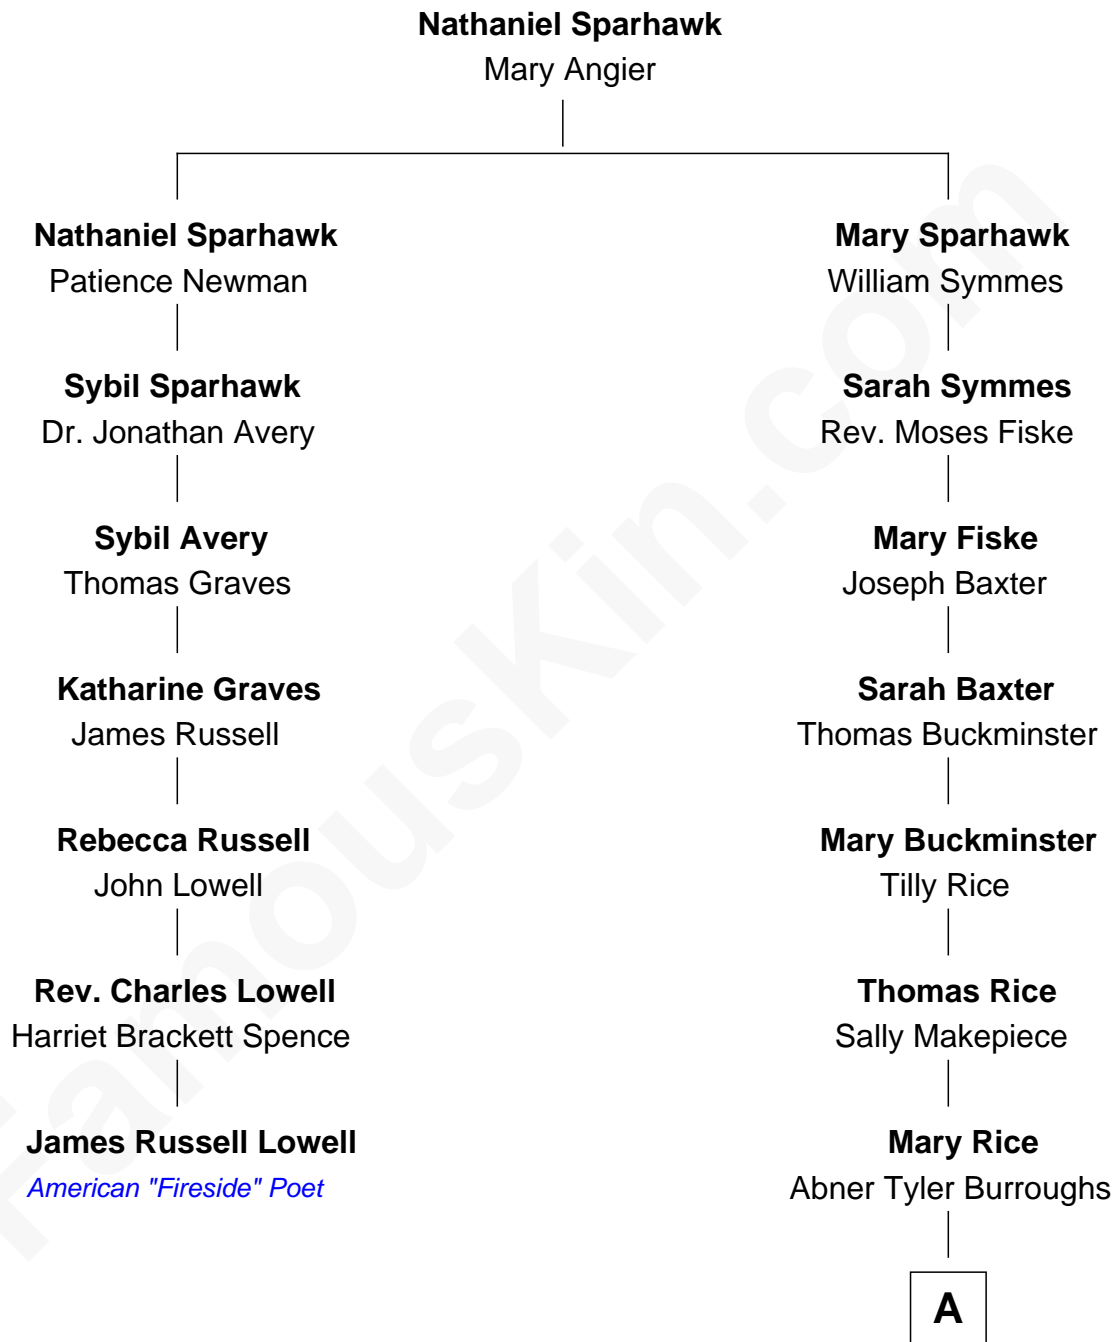 Nathaniel Sparhawk
Mary Angier
Nathaniel Sparhawk
Patience Newman
Mary Sparhawk
William Symmes
Sybil Sparhawk
Dr. Jonathan Avery
Sarah Symmes
Rev. Moses Fiske
Sybil Avery
Thomas Graves
Mary Fiske
Joseph Baxter
Katharine Graves
James Russell
Sarah Baxter
Thomas Buckminster
Rebecca Russell
John Lowell
Mary Buckminster
Tilly Rice
Rev. Charles Lowell
Harriet Brackett Spence
Thomas Rice
Sally Makepiece
James Russell Lowell
American "Fireside" Poet
Mary Rice
Abner Tyler Burroughs
A
FamousKin.com